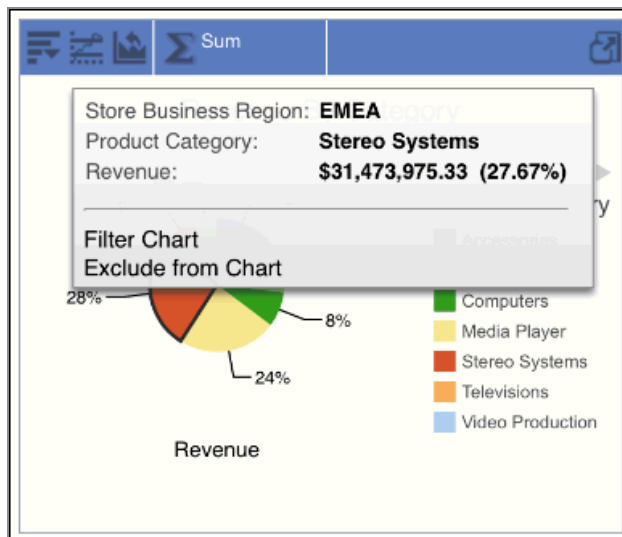 Sum
Store Business Region: EMEA
Product Category: Stereo Systems
Revenue: $31,473,975.33 (27.67%)
Filter Chart
Exclude from Chart
Accessories
28%
8%
24%
Computers
Media Player
Stereo Systems
Televisions
Video Production
Revenue